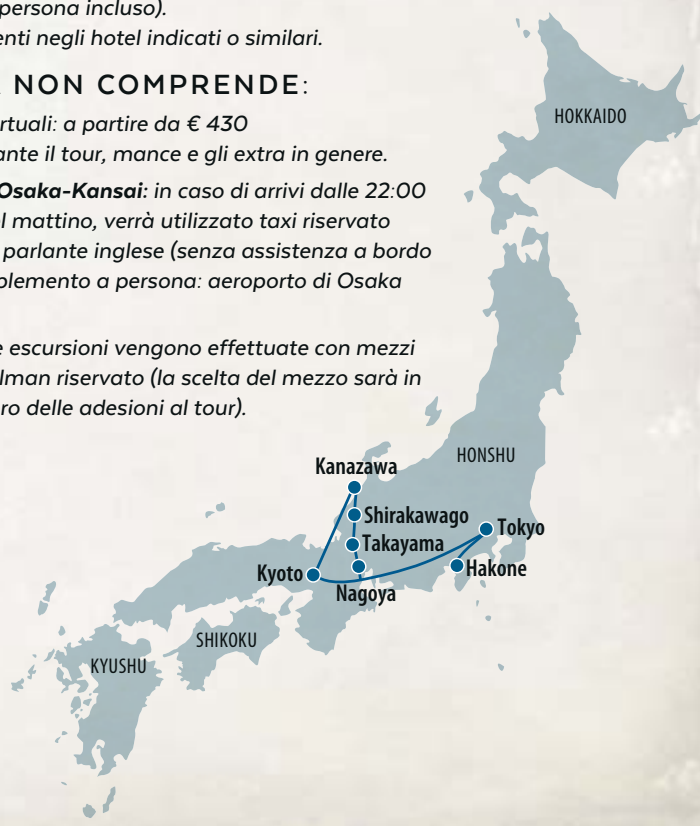 persona incluso).
enti negli hotel indicati o similari.
NON COMPRENDE:
rtuali: a partire da € 430
ante il tour, mance e gli extra in genere.
Osaka-Kansai: in caso di arrivi dalle 22:00
l mattino, verrà utilizzato taxi riservato
parlante inglese (senza assistenza a bordo
plemento a persona: aeroporto di Osaka
e escursioni vengono effettuate con mezzi
lman riservato (la scelta del mezzo sarà in
ro delle adesioni al tour).
HOKKAIDO
HONSHU
Kanazawa
Shirakawago
Tokyo
Takayama
Hakone
Kyoto
Nagoya
SHIKOKU
KYUSHU